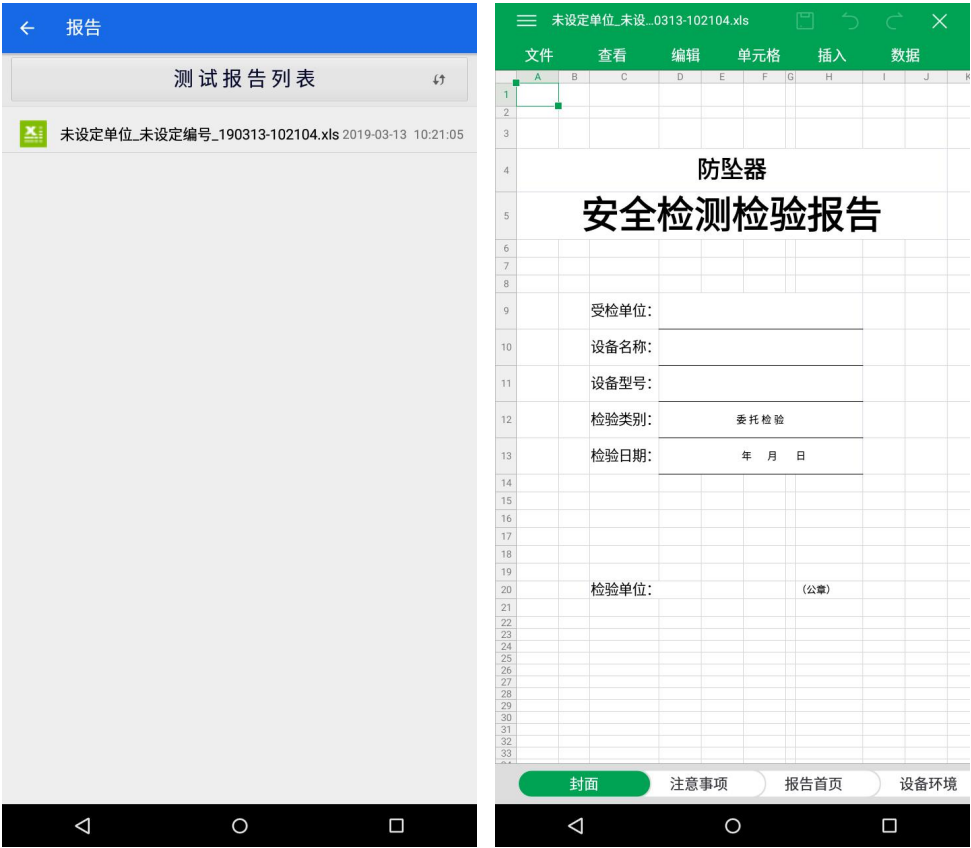 报告
测试报告列表
未设定单位_未设定编号_190313-102104.xls 2019-03-13 10:21:05
未设定单位_未设...0313-102104.xls
文件 查看 编辑 单元格 插入 数据
A B C D E F G H I J K
1
2
3
4 防坠器
5 安全检测检验报告
6
7
8
9 受检单位:
10 设备名称:
11 设备型号:
12 检验类别: 委托检验
13 检验日期: 年 月 日
14
15
16
17
18
19
20 检验单位: (公章)
21
22
23
24
25
26
27
28
29
30
31
32
33
封面 注意事项 报告首页 设备环境